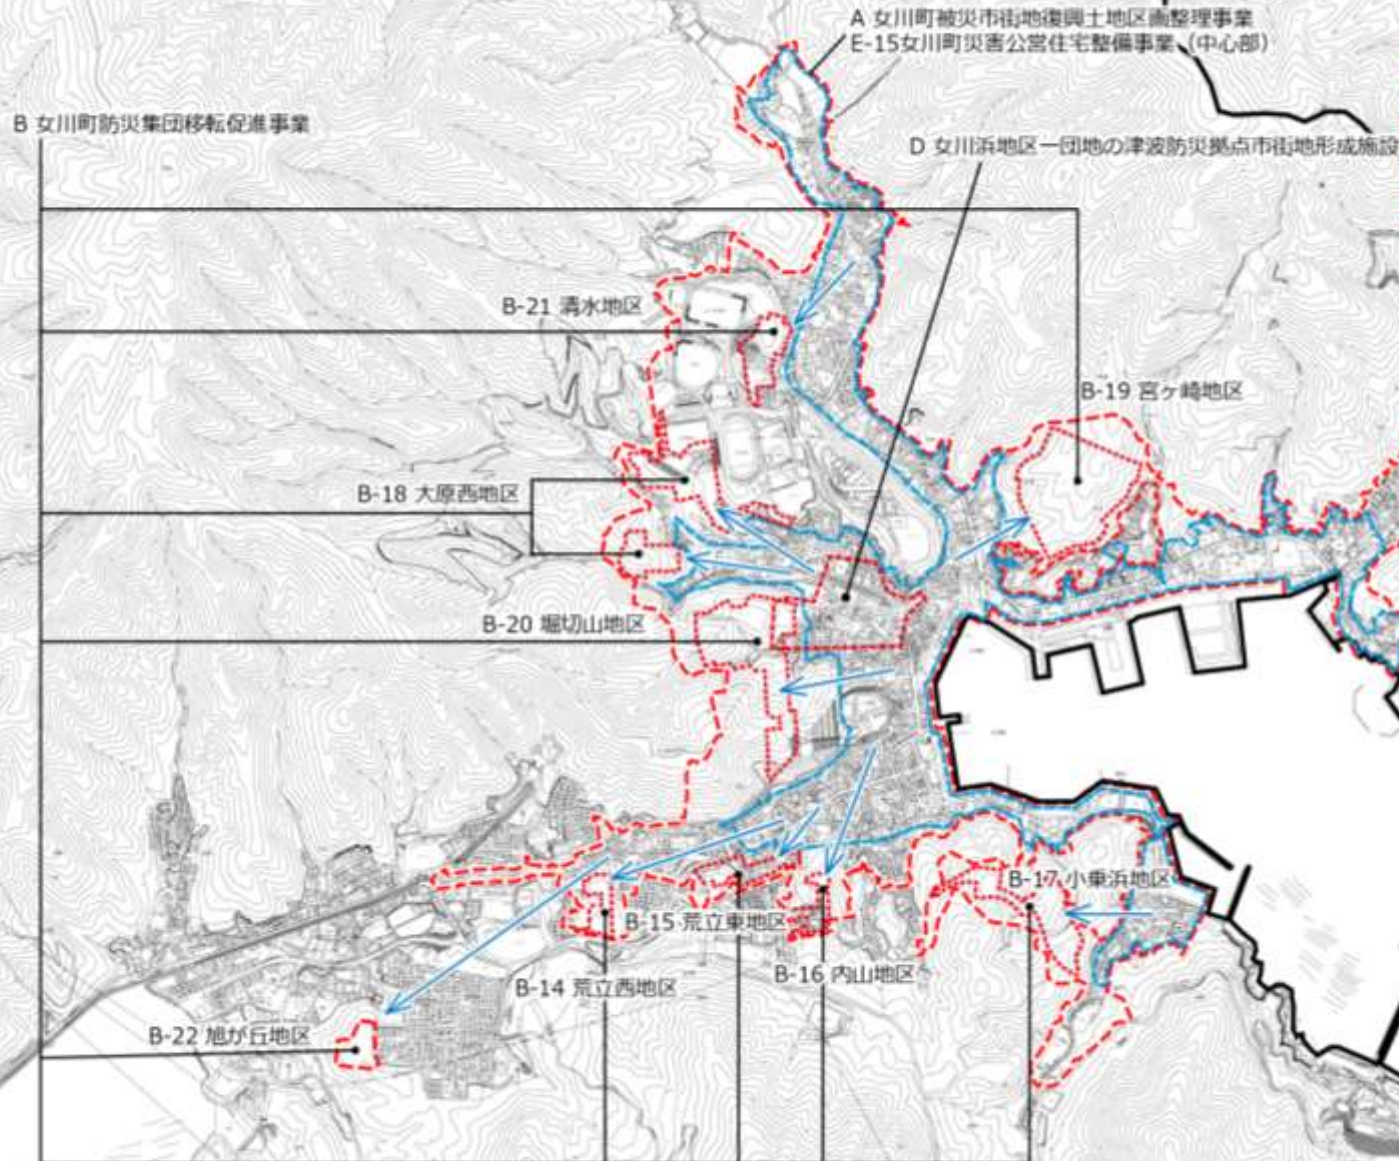 A 女川町被災市街地復興土地区画整理事業
E-15女川町災害公営住宅整備事業（中心部）
B 女川町防災集団移転促進事業
D 女川浜地区一団地の津波防災拠点市街地形成施設
B-21 清水地区
B-19 宮ヶ崎地区
B-18 大原西地区
B-20 堀切山地区
B-17 小乗浜地区
B-15 荒立東地区
B-16 内山地区
B-14 荒立西地区
B-22 旭が丘地区